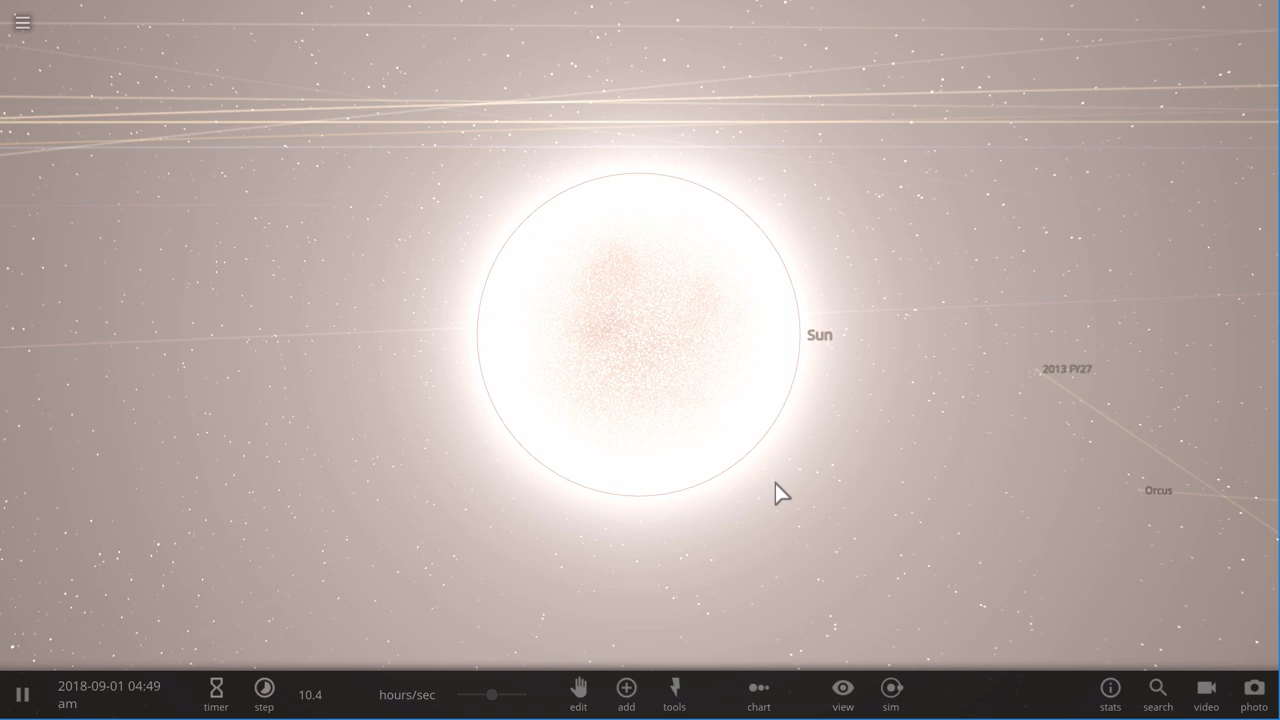 Sun
2013 FY27
Orcus
2018-09-01 04:49
am
timer
step
10.4
hours/sec
edit
add
tools
chart
view
sim
stats
search
video
photo